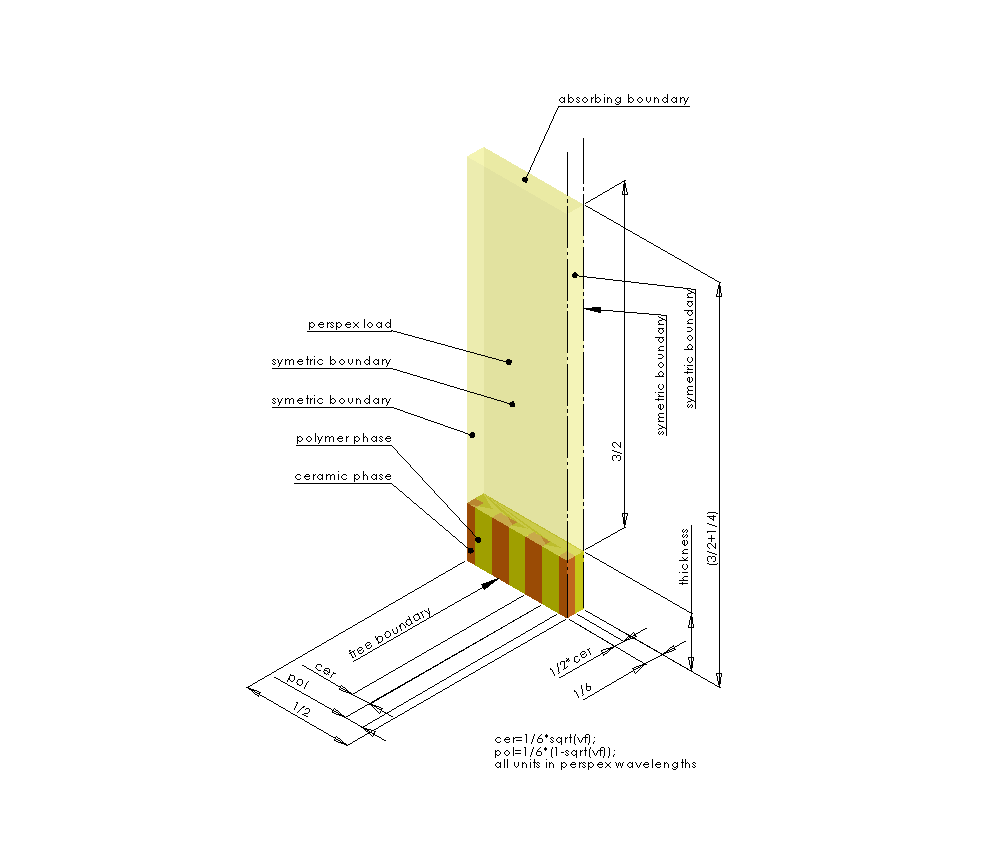 absorbing boundary
perspex load
symetric boundary
symetric boundary
polymer phase
ceramic phase
symetric boundary
symetric boundary
3/2
(3/2+1/4)
thickness
free boundary
cer
pol
1/2
1/2*cer
1/6
cer=1/6*sqrt(vf);
pol=1/6*(1-sqrt(vf));
all units in perspex wavelengths